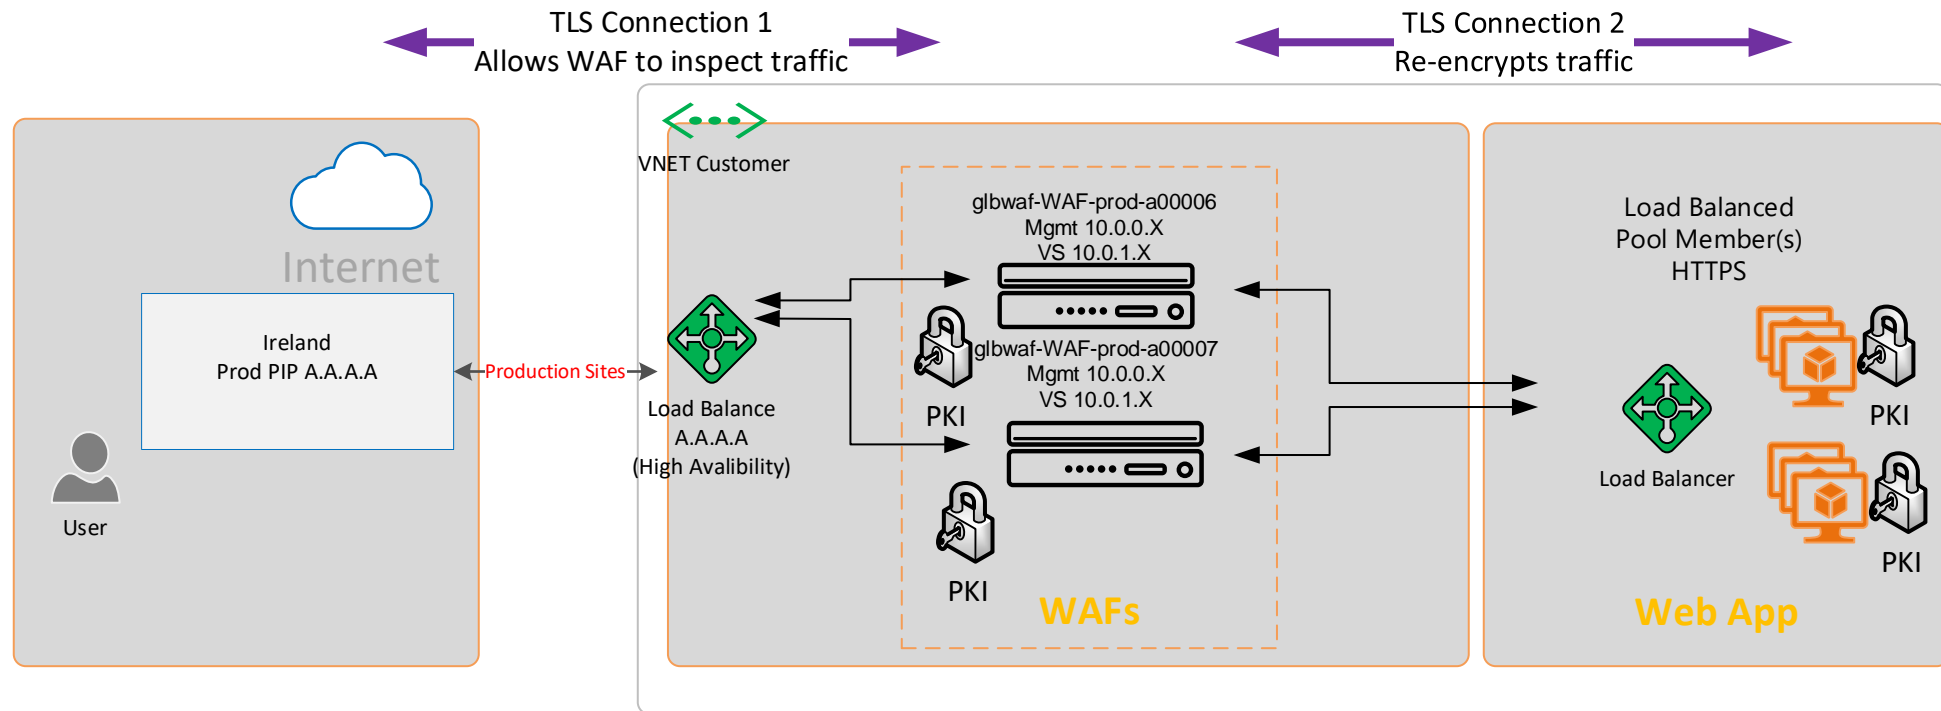 TLS Connection 1
Allows WAF to inspect traffic
TLS Connection 2
Re-encrypts traffic
Internet
Ireland
Prod PIP A.A.A.A
User
Production Sites
VNET Customer
Load Balance
A.A.A.A
(High Avalibility)
glbwaf-WAF-prod-a00006
Mgmt 10.0.0.X
VS 10.0.1.X
glbwaf-WAF-prod-a00007
Mgmt 10.0.0.X
VS 10.0.1.X
PKI
PKI
WAFs
Load Balanced
Pool Member(s)
HTTPS
Load Balancer
PKI
PKI
Web App